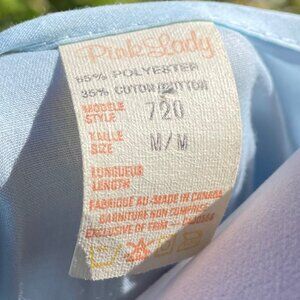 Pink Lady
65% POLYESTER
35% COTON COTTON
MODELE
STYLE 720
TAILLE
SIZE M/M
LONGUEUR
LENGTH
FABRIQUE AU-MADE IN CANADA
GARNITURE NON COMPRISE
EXCLUSIVE OF TRIM